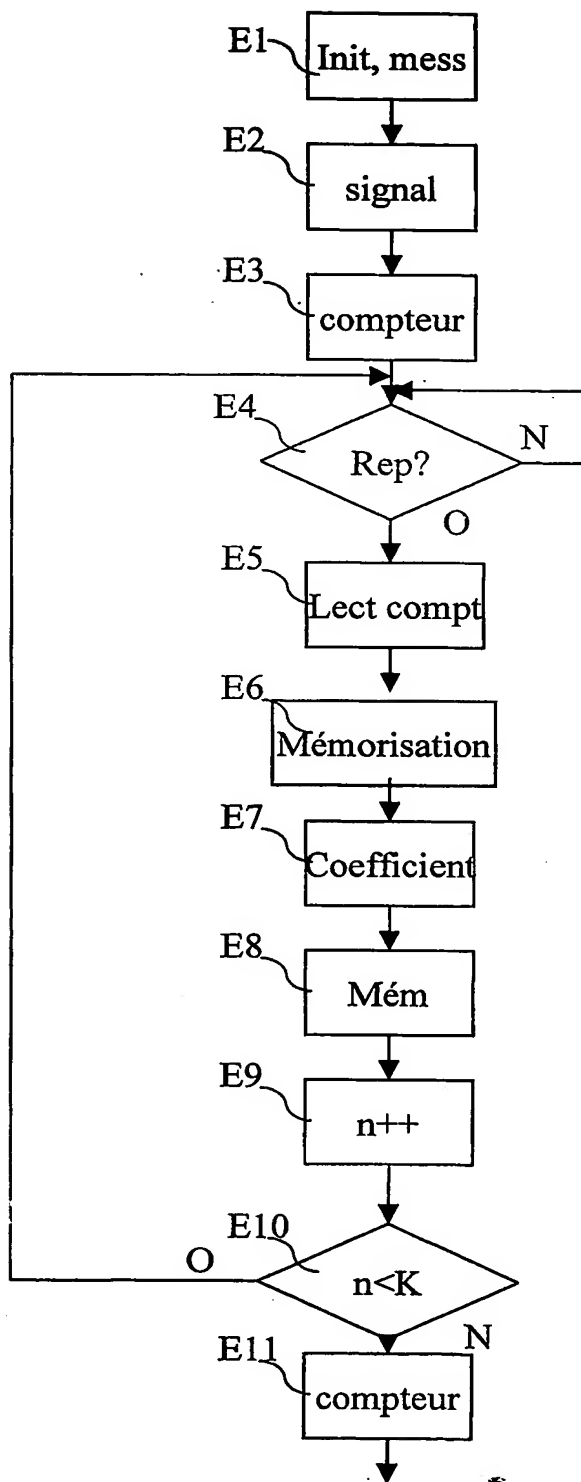 E1
Init, mess
E2
signal
E3
compteur
E4
Rep?
N
O
E5
Lect compt
E6
Mémorisation
E7
Coefficient
E8
Mém
E9
n++
E10
O
n<K
N
E11
compteur